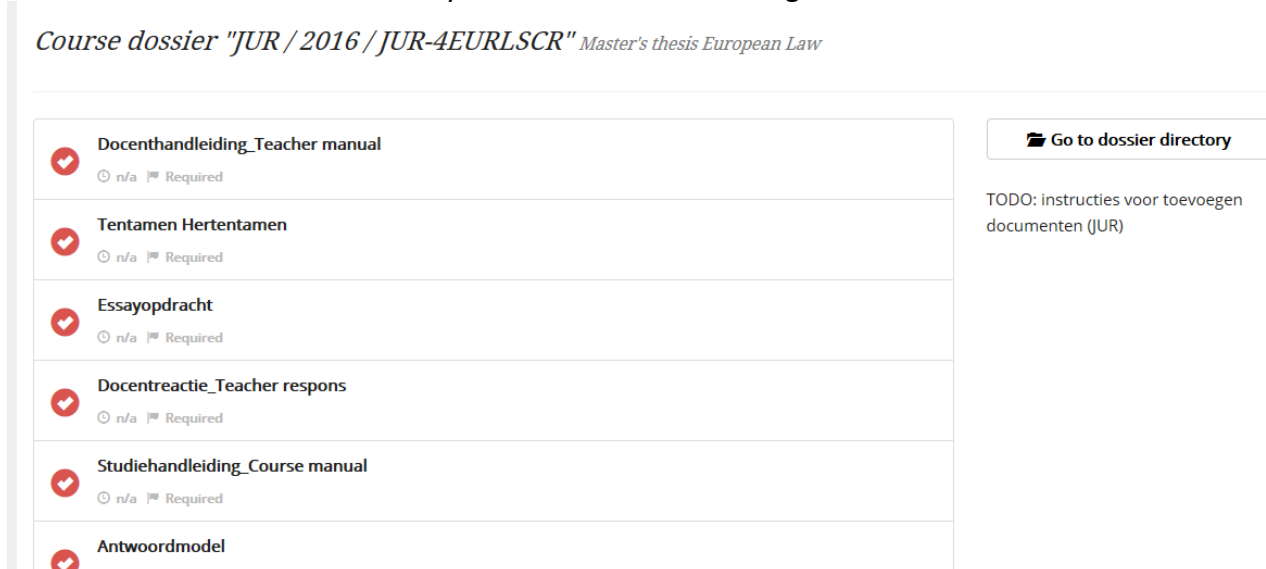 Course dossier "JUR / 2016 / JUR-4EURLSCR" Master's thesis European Law
Docenthandleiding_Teacher manual
n/a Required
Tentamen Hertentamen
n/a Required
Essayopdracht
n/a Required
Docentreactie_Teacher respons
n/a Required
Studiehandleiding_Course manual
n/a Required
Antwoordmodel
Go to dossier directory
TODO: instructies voor toevoegen
documenten (JUR)